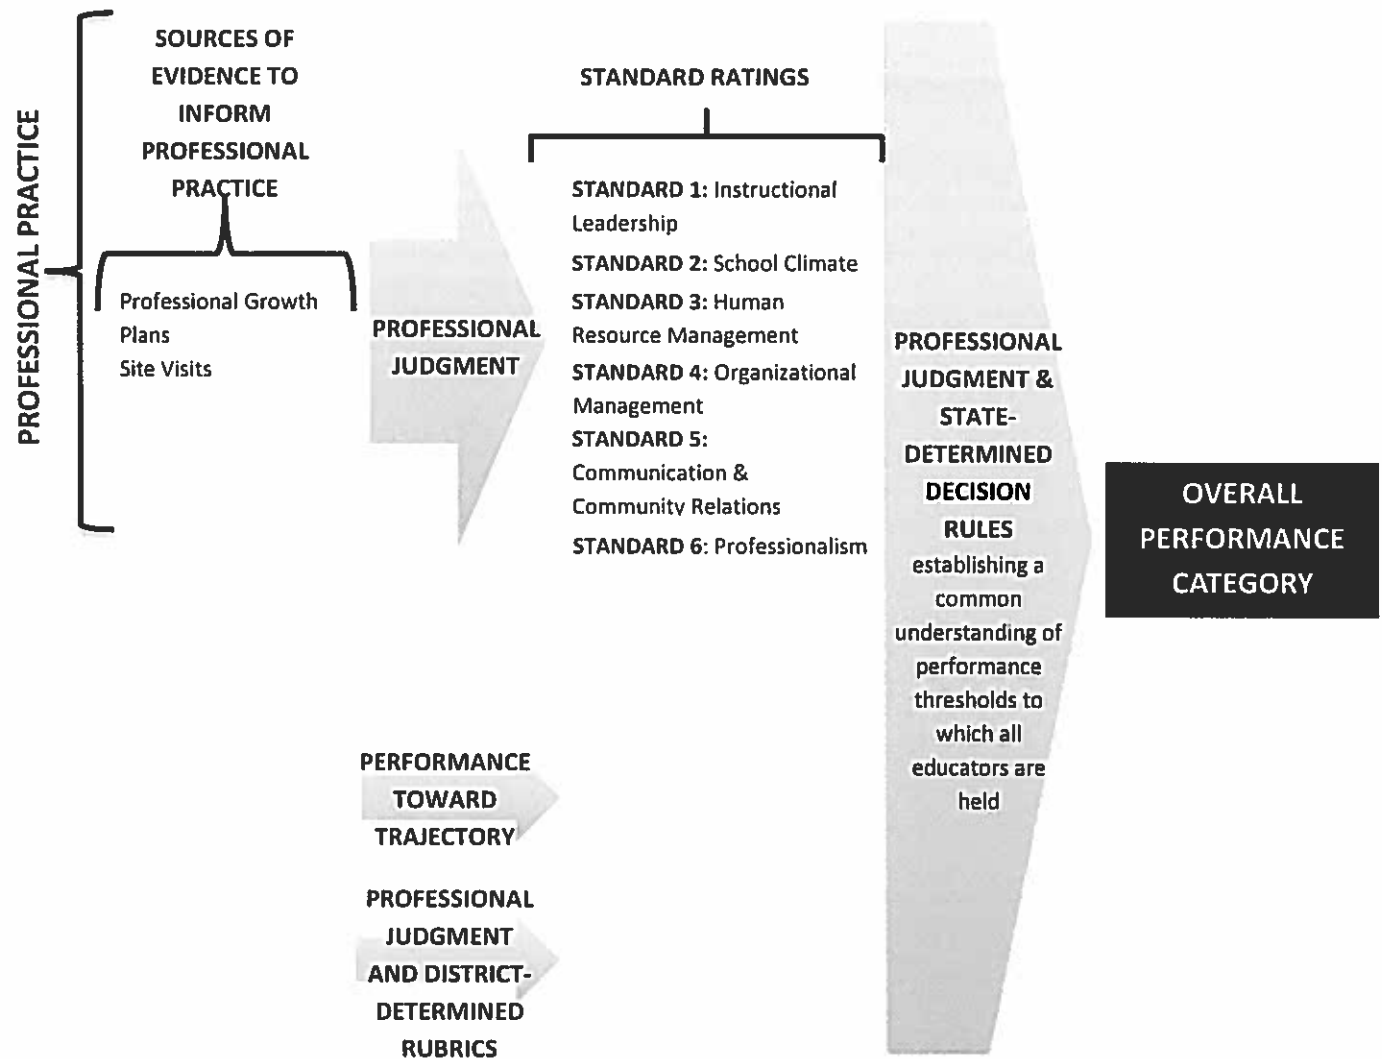 PROFESSIONAL PRACTICE
SOURCES OF
EVIDENCE TO
INFORM
PROFESSIONAL
PRACTICE
Professional Growth
Plans
Site Visits
PROFESSIONAL
JUDGMENT
STANDARD RATINGS
STANDARD 1: Instructional
Leadership
STANDARD 2: School Climate
STANDARD 3: Human
Resource Management
STANDARD 4: Organizational
Management
STANDARD 5:
Communication &
Community Relations
STANDARD 6: Professionalism
PERFORMANCE
TOWARD
TRAJECTORY
PROFESSIONAL
JUDGMENT
AND DISTRICT-
DETERMINED
RUBRICS
PROFESSIONAL
JUDGMENT &
STATE-
DETERMINED
DECISION
RULES
establishing a
common
understanding of
performance
thresholds to
which all
educators are
held
OVERALL
PERFORMANCE
CATEGORY